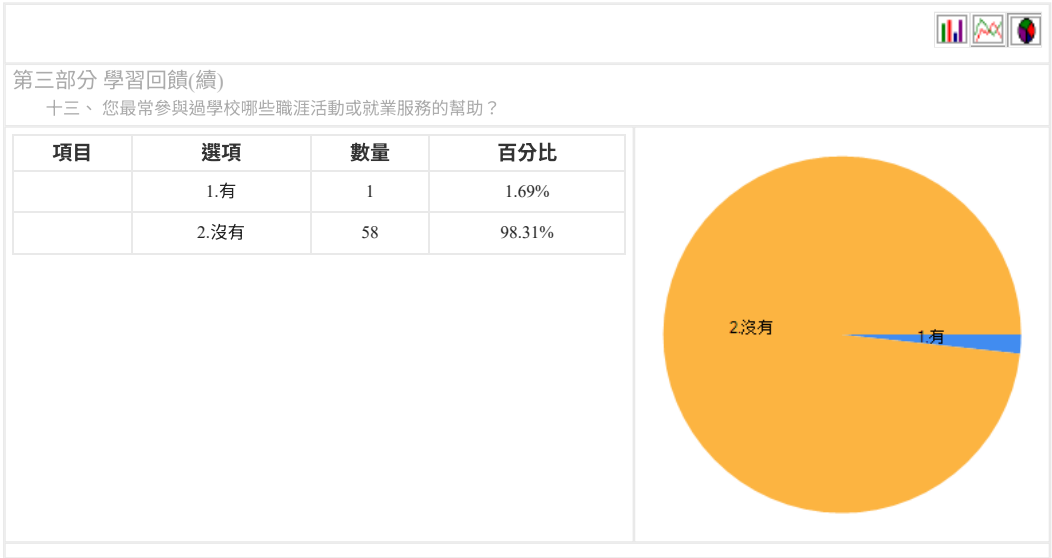 第三部分 學習回饋(續)
十三、 您最常參與過學校哪些職涯活動或就業服務的幫助？
項目 選項 數量 百分比
1.有 1 1.69%
2.沒有 58 98.31%
2.沒有
1.有